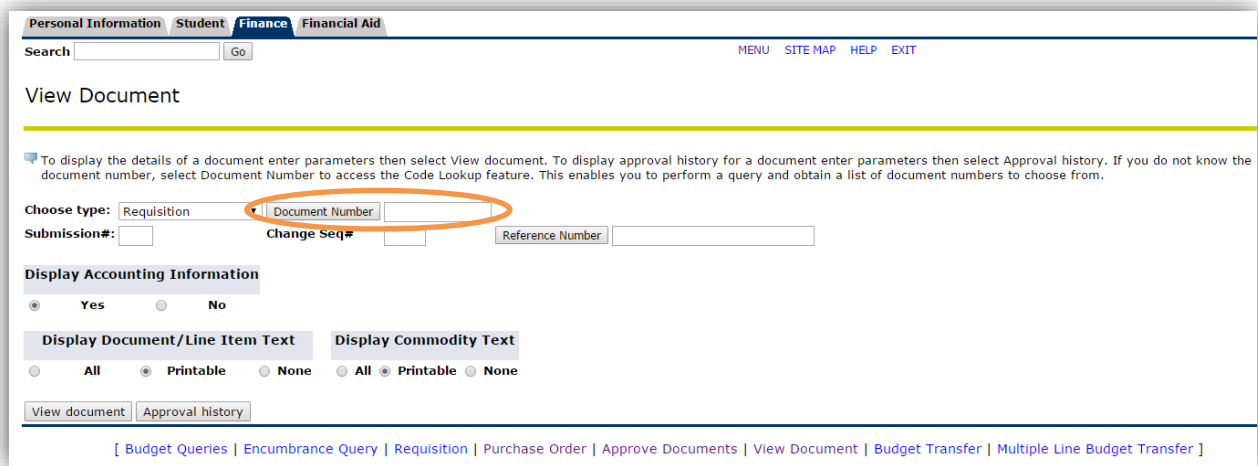 Personal Information Student Finance Financial Aid
Search Go MENU SITE MAP HELP EXIT
View Document
To display the details of a document enter parameters then select View document. To display approval history for a document enter parameters then select Approval history. If you do not know the
document number, select Document Number to access the Code Lookup feature. This enables you to perform a query and obtain a list of document numbers to choose from.
Choose type: Requisition Document Number
Submission#: Change Seq# Reference Number
Display Accounting Information
Yes No
Display Document/Line Item Text Display Commodity Text
All Printable None All Printable None
View document Approval history
[ Budget Queries | Encumbrance Query | Requisition | Purchase Order | Approve Documents | View Document | Budget Transfer | Multiple Line Budget Transfer ]